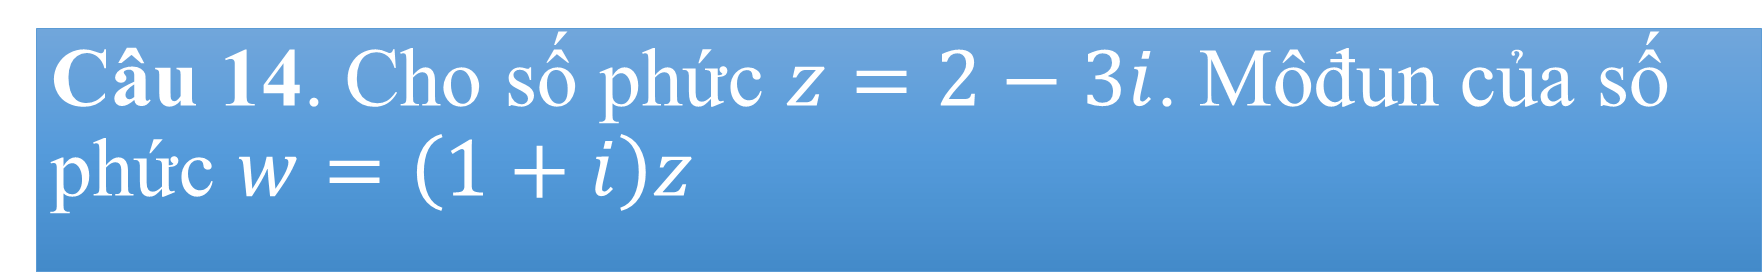 Câu 14. Cho số phức z = 2 − 3i. Môđun của số
phức w = (1 + i)z